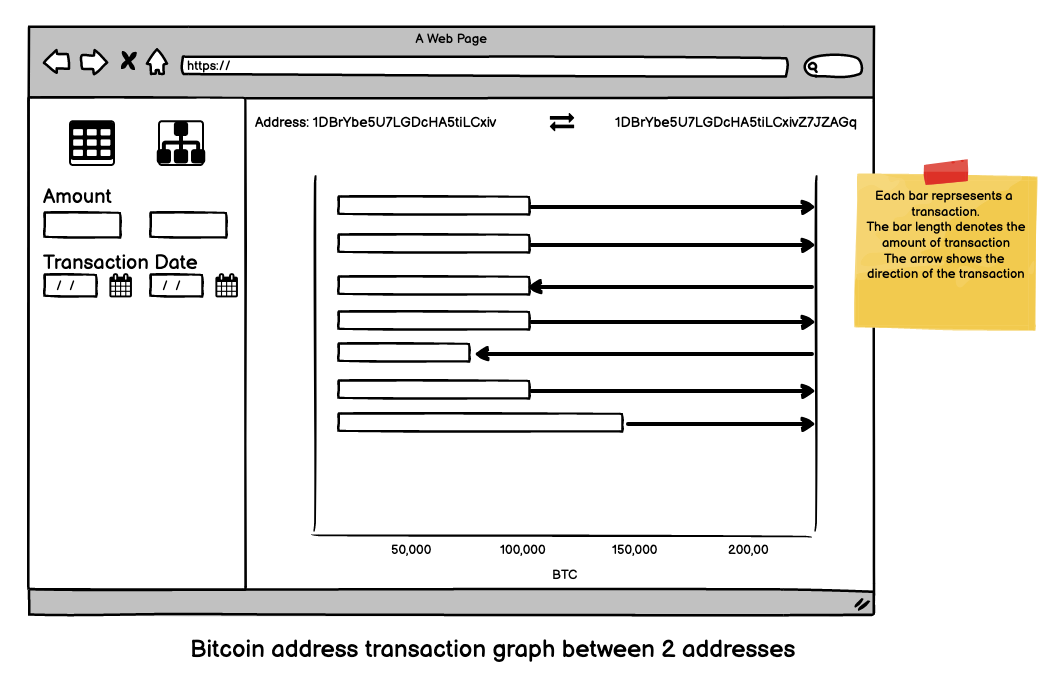 A Web Page
https://
Address: 1DBrYbe5U7LGDcHA5tiLCxiv
1DBrYbe5U7LGDcHA5tiLCxivZ7JZAGq
Amount
Transaction Date
/ /
/ /
50,000
100,000
150,000
200,00
BTC
Each bar reprsesents a
transaction.
The bar length denotes the
amount of transaction
The arrow shows the
direction of the transaction
Bitcoin address transaction graph between 2 addresses